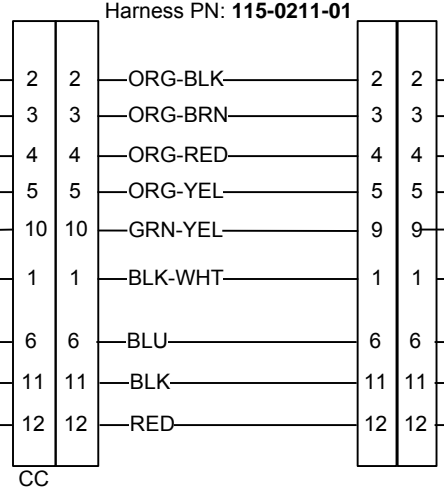 Harness PN: 115-0211-01
2 2 ORG-BLK 2 2
3 3 ORG-BRN 3 3
4 4 ORG-RED 4 4
5 5 ORG-YEL 5 5
10 10 GRN-YEL 9 9
1 1 BLK-WHT 1 1
6 6 BLU 6 6
11 11 BLK 11 11
12 12 RED 12 12
CC